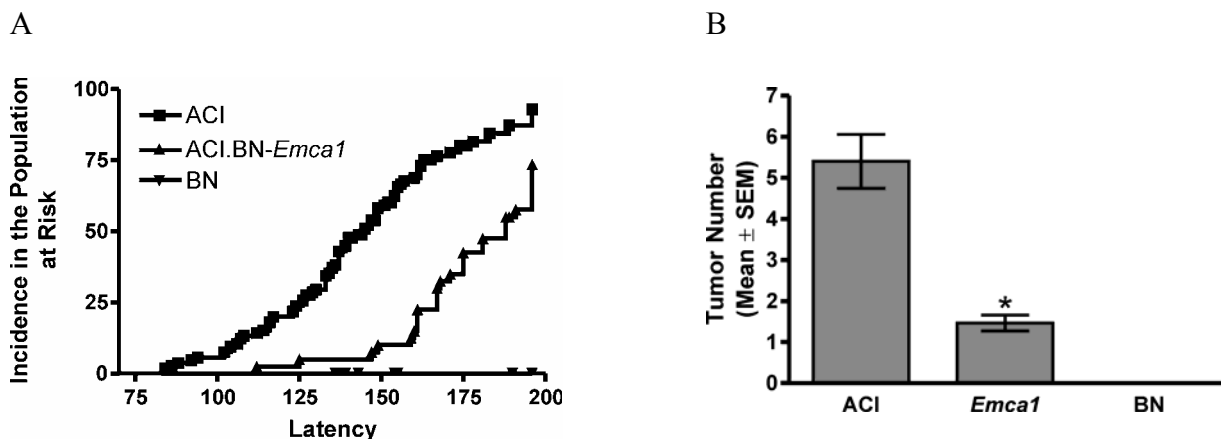 A
B
Incidence in the Population
at Risk
100
75
50
25
0
ACI
ACI.BN-Emca1
BN
75
100
125
150
175
200
Latency
Tumor Number
(Mean ± SEM)
7
6
5
4
3
2
1
0
*
ACI
Emca1
BN